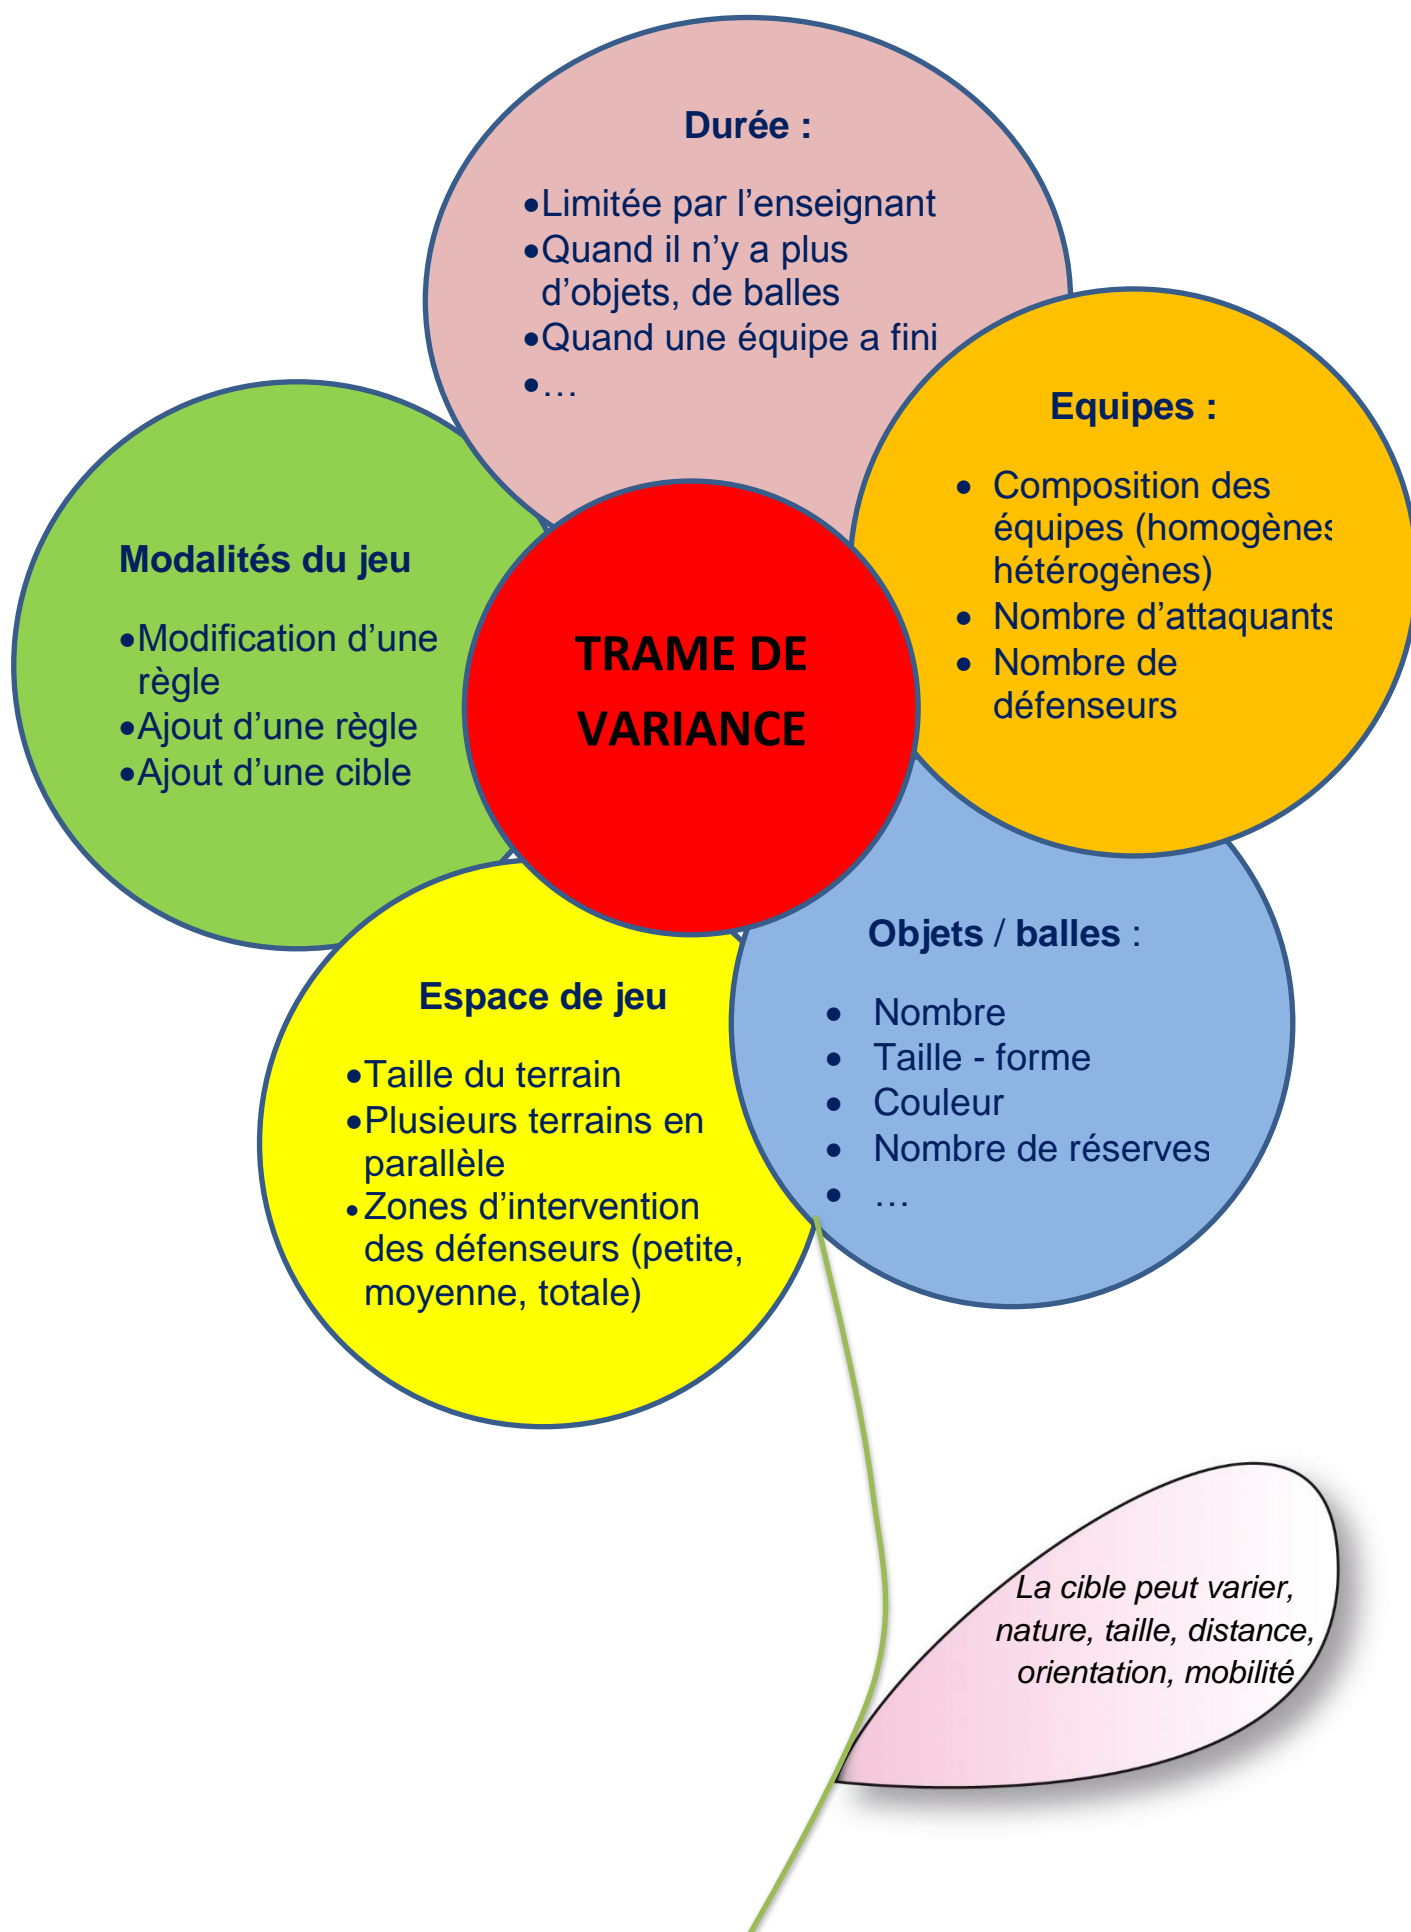 Durée :
•Limitée par l’enseignant
•Quand il n’y a plus
d’objets, de balles
•Quand une équipe a fini
•…
Equipes :
• Composition des
équipes (homogènes
hétérogènes)
• Nombre d’attaquants
• Nombre de
défenseurs
Modalités du jeu
•Modification d’une
règle
•Ajout d’une règle
•Ajout d’une cible
TRAME DE
VARIANCE
Objets / balles :
• Nombre
• Taille - forme
• Couleur
• Nombre de réserves
• …
Espace de jeu
•Taille du terrain
•Plusieurs terrains en
parallèle
•Zones d’intervention
des défenseurs (petite,
moyenne, totale)
La cible peut varier,
nature, taille, distance,
orientation, mobilité